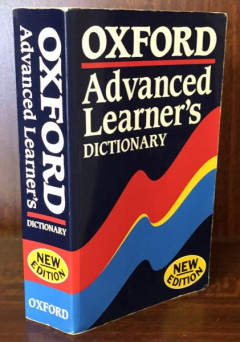 OXFORD
Advanced Learner's
DICTIONARY
NEW
EDITION
OXFORD
OXFORD
Advanced
Learner's
DICTIONARY
NEW
EDITION